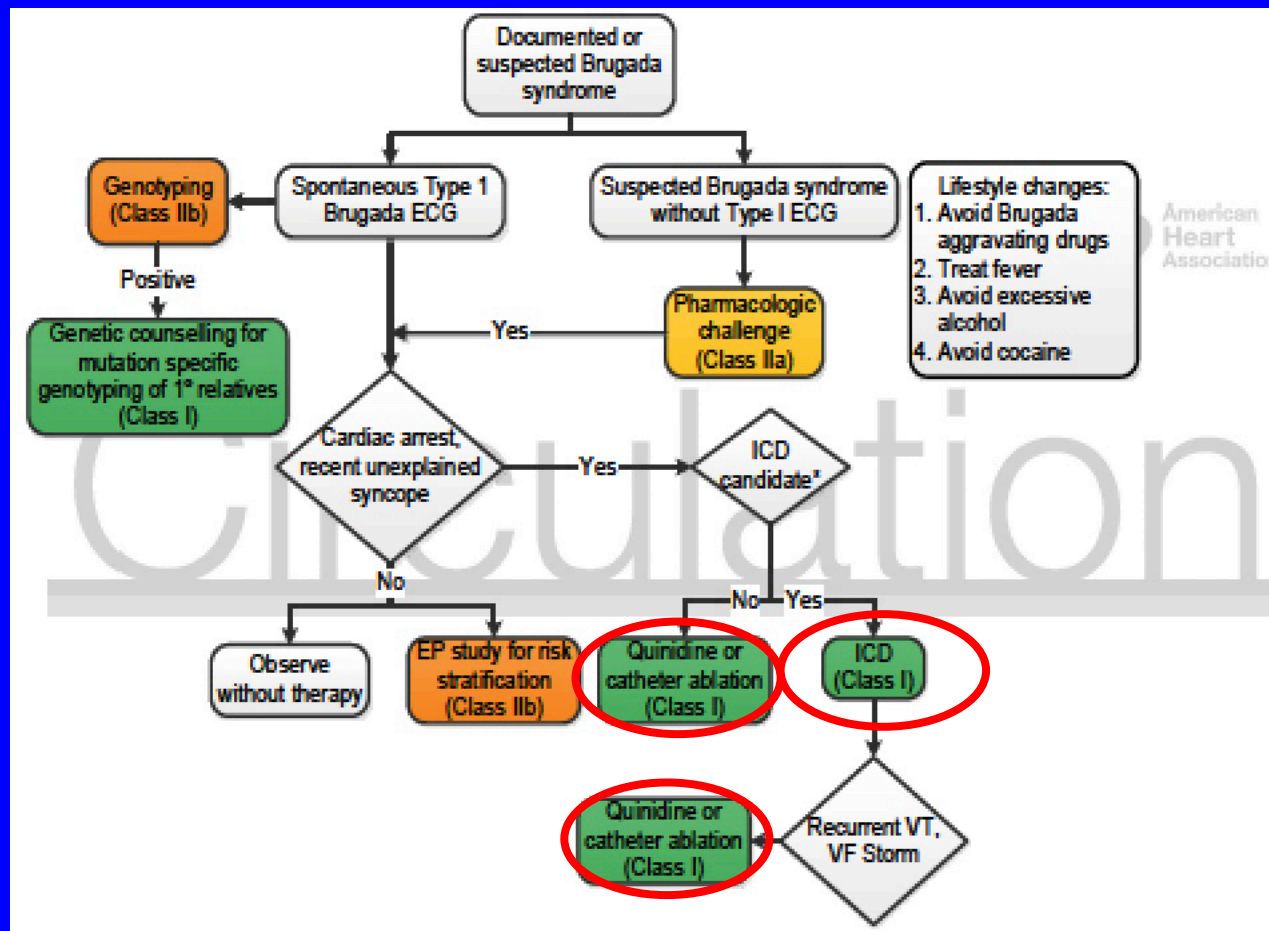 Documented or
suspected Brugada
syndrome
Genotyping
(Class IIb)
Spontaneous Type 1
Brugada ECG
Suspected Brugada syndrome
without Type I ECG
Lifestyle changes:
1. Avoid Brugada
aggravating drugs
2. Treat fever
3. Avoid excessive
alcohol
4. Avoid cocaine
American
Heart
Association
Positive
Genetic counselling for
mutation specific
genotyping of 1º relatives
(Class I)
Yes
Pharmacologic
challenge
(Class IIa)
Circulation
Cardiac arrest,
recent unexplained
syncope
Yes
ICD
candidate*
No
No
Yes
Observe
without therapy
EP study for risk
stratification
(Class IIb)
Quinidine or
catheter ablation
(Class I)
ICD
(Class I)
Quinidine or
catheter ablation
(Class I)
Recurrent VT,
VF Storm